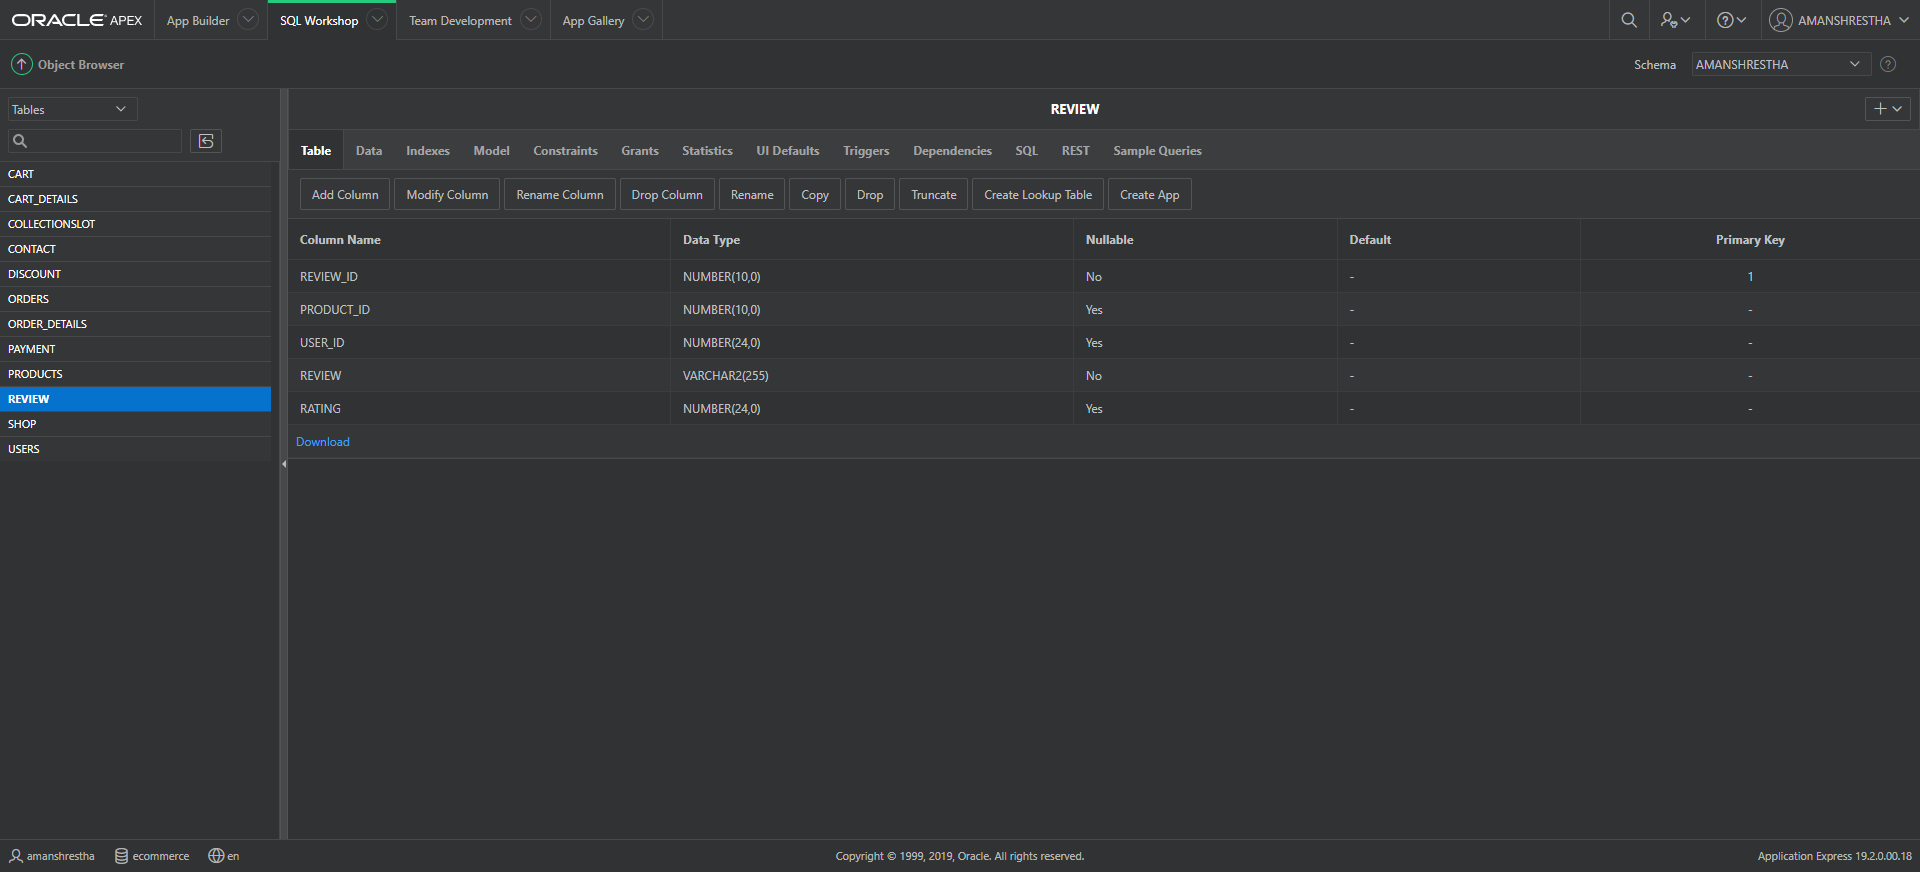 ORACLE APEX App Builder SQL Workshop Team Development App Gallery AMANSHRESTHA
Object Browser Schema AMANSHRESTHA
Tables
REVIEW
Table Data Indexes Model Constraints Grants Statistics UI Defaults Triggers Dependencies SQL REST Sample Queries
Add Column Modify Column Rename Column Drop Column Rename Copy Drop Truncate Create Lookup Table Create App
CART
CART_DETAILS
COLLECTIONSLOT
CONTACT
DISCOUNT
ORDERS
ORDER_DETAILS
PAYMENT
PRODUCTS
REVIEW
SHOP
USERS
Column Name Data Type Nullable Default Primary Key
REVIEW_ID NUMBER(10,0) No - 1
PRODUCT_ID NUMBER(10,0) Yes - -
USER_ID NUMBER(24,0) Yes - -
REVIEW VARCHAR2(255) No - -
RATING NUMBER(24,0) Yes - -
Download
amanshrestha ecommerce en Copyright © 1999, 2019, Oracle. All rights reserved. Application Express 19.2.0.00.18